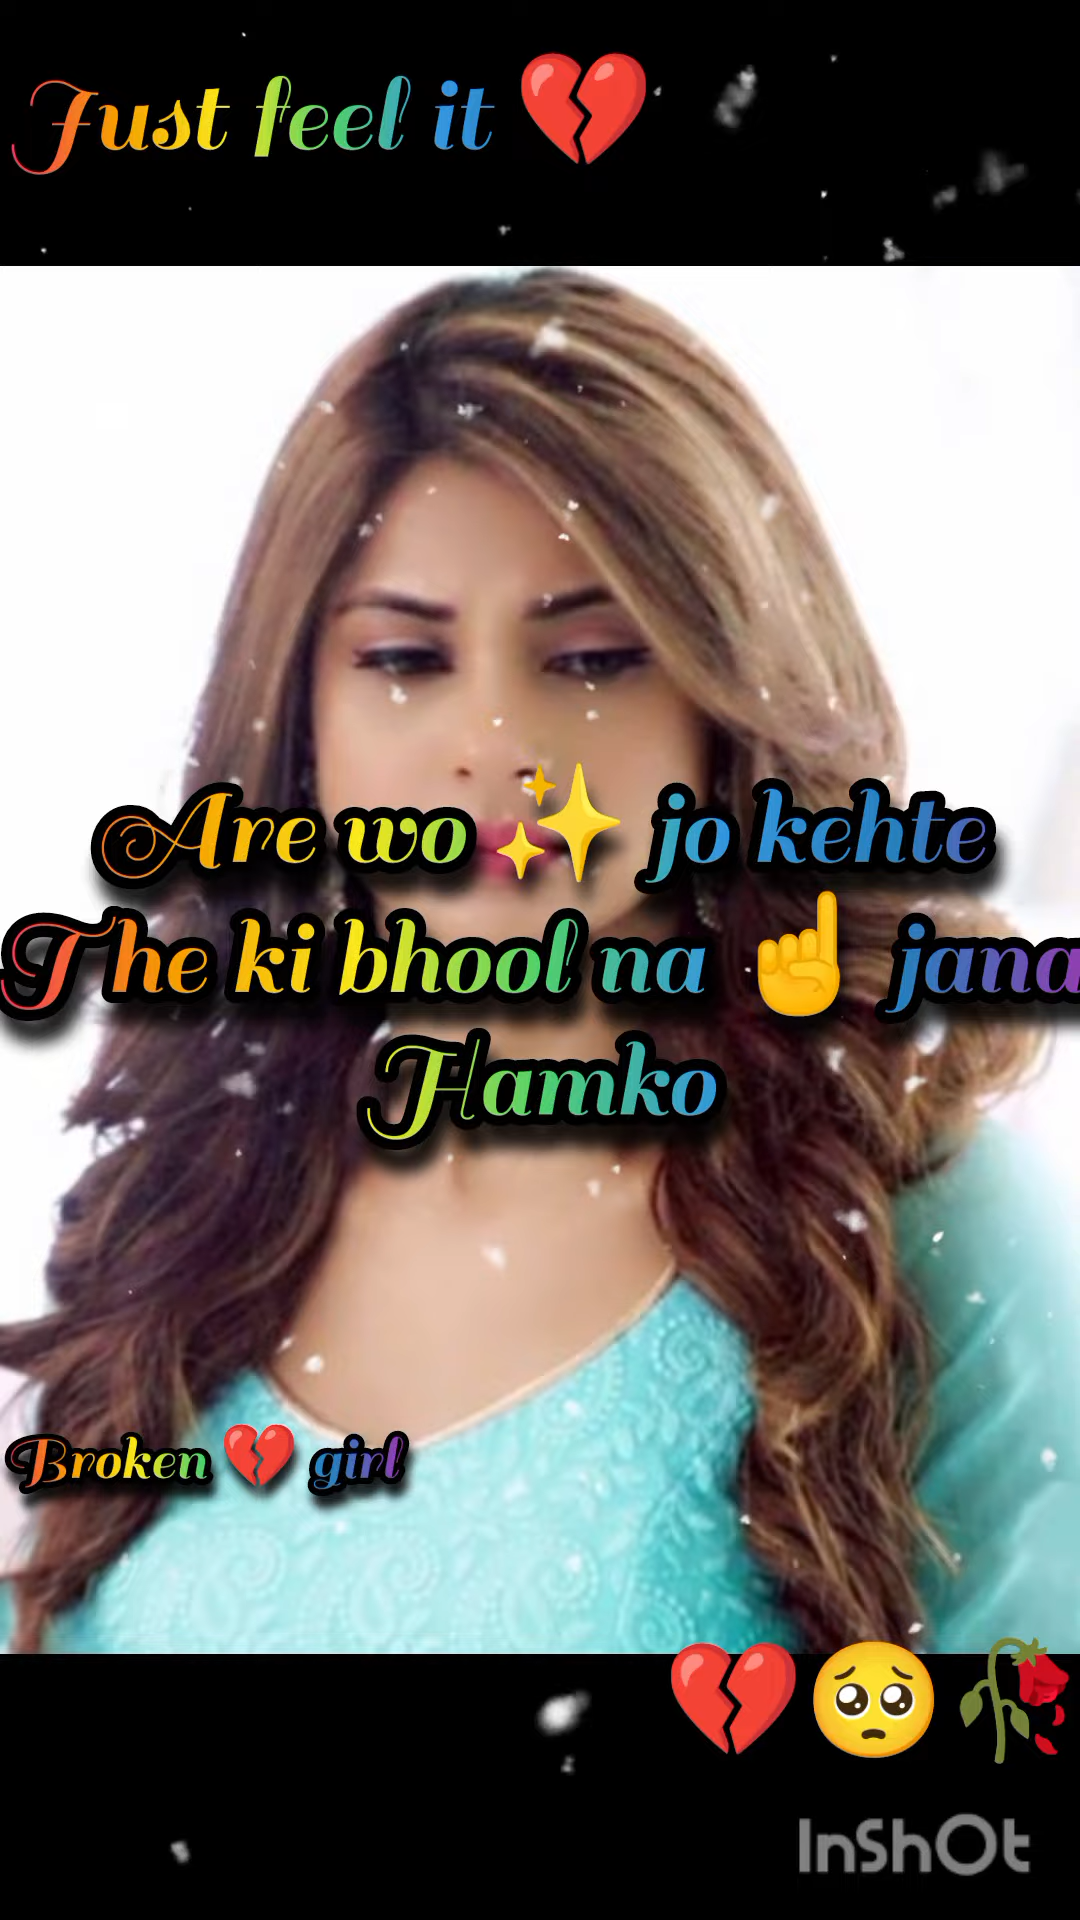 Just feel it 💔
Are wo ✨ jo kehte
The ki bhool na ☝️ jana
Hamko
Broken 💔 girl
💔🥺🥀
InShOt